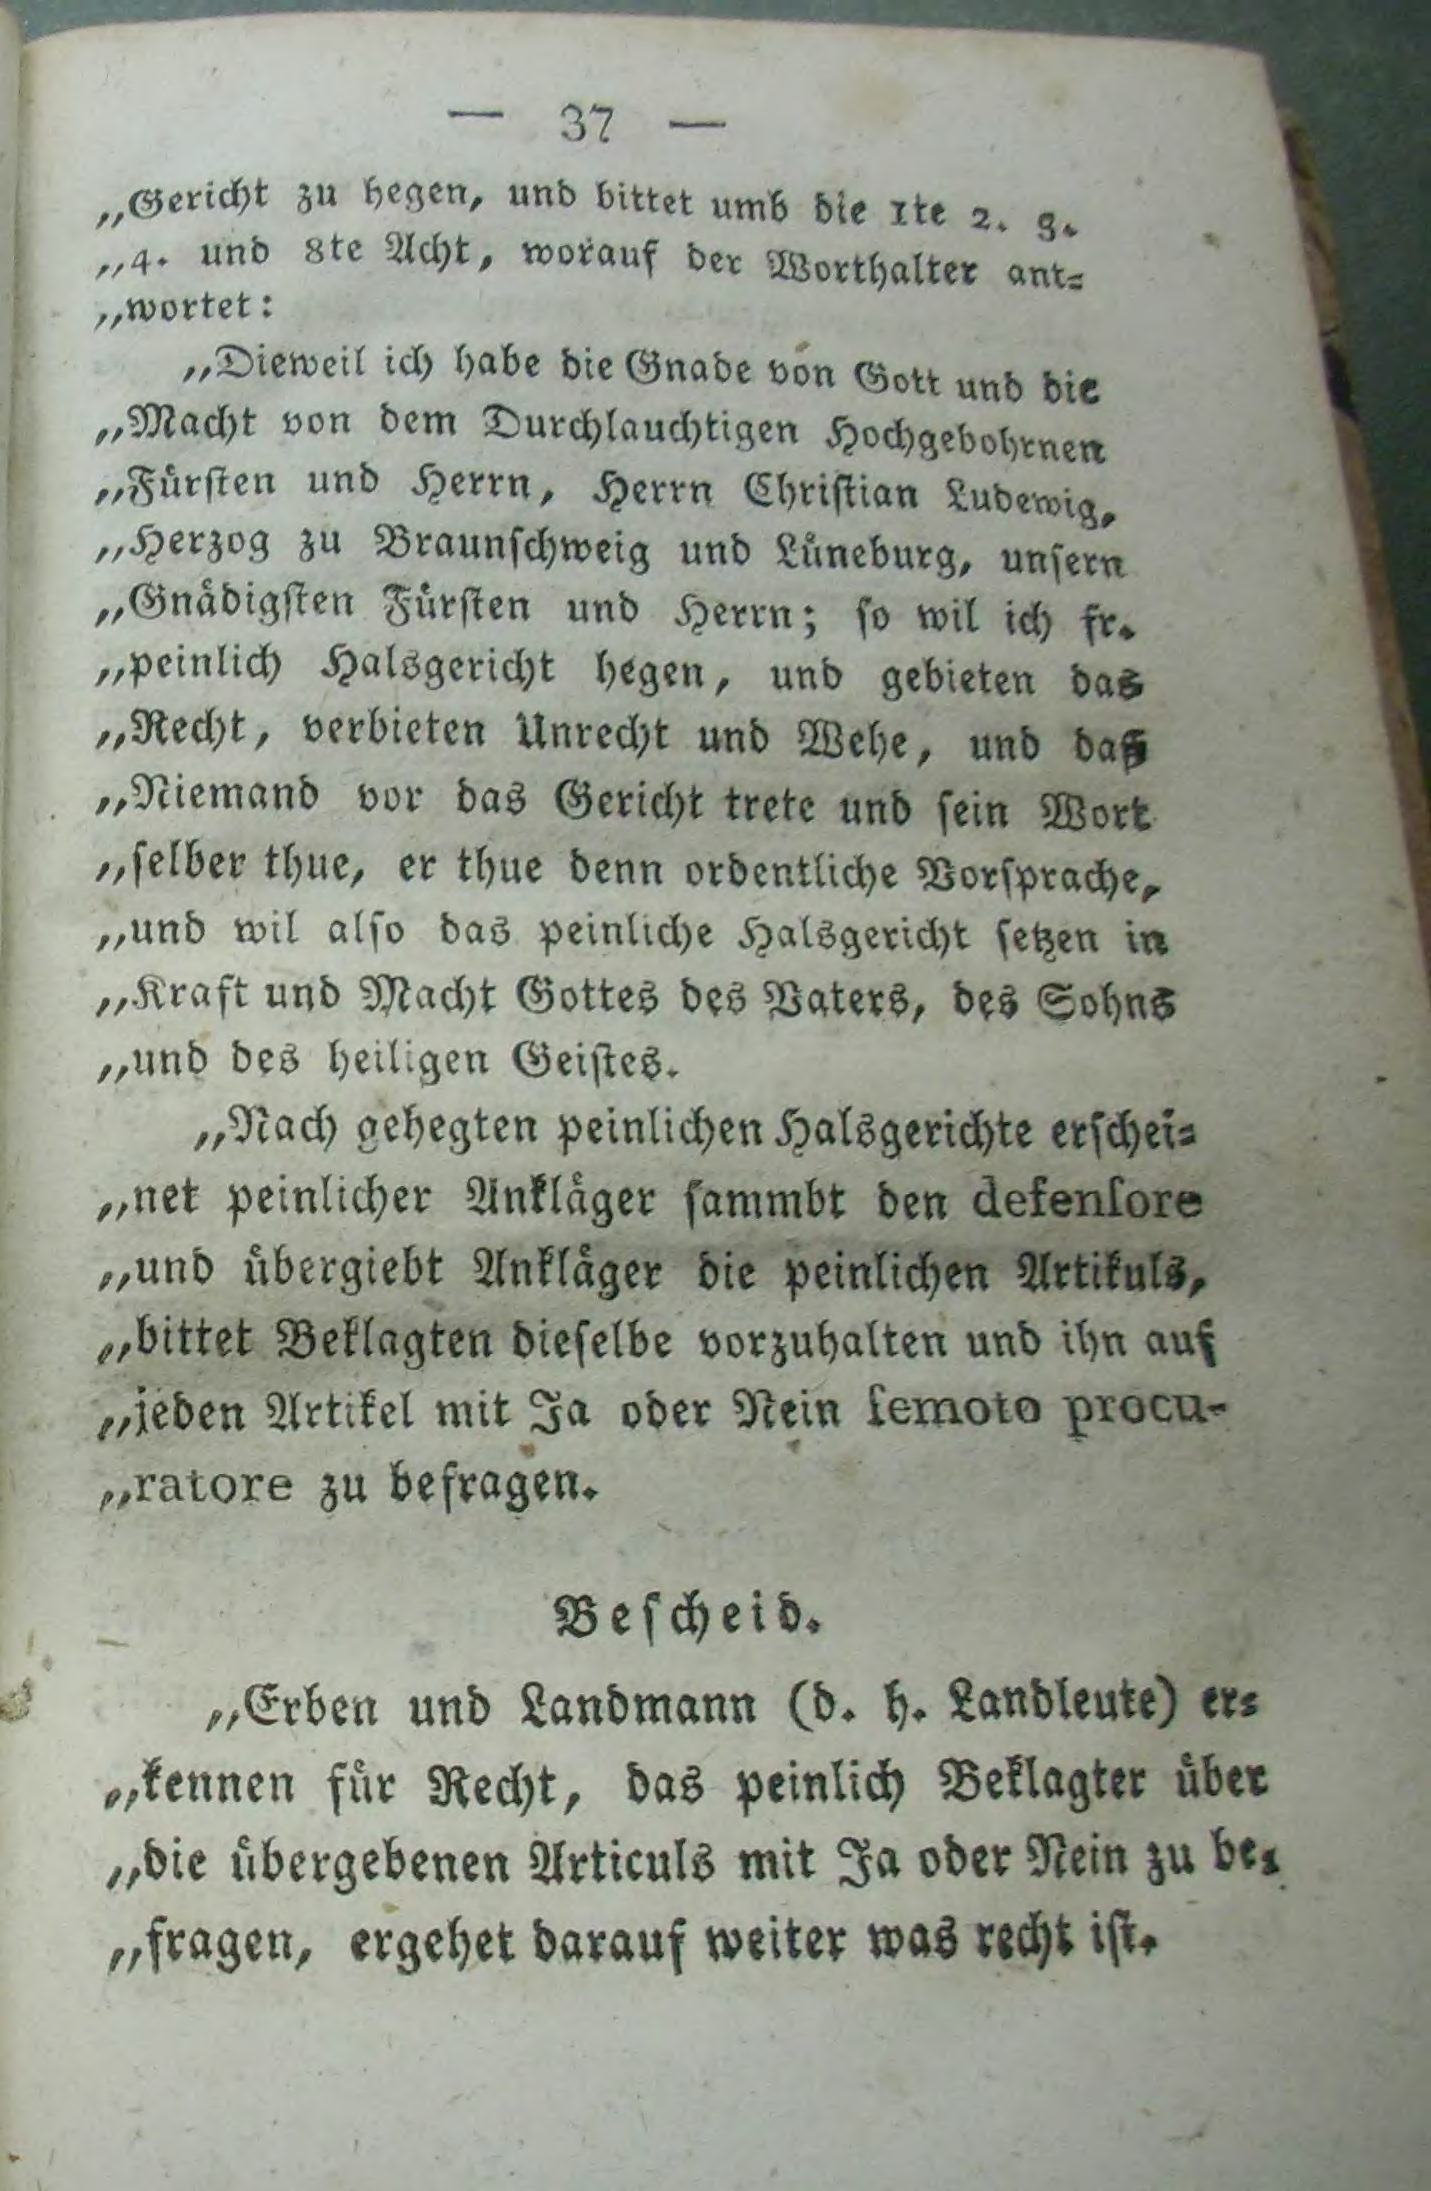 — 37 —
„Gericht zu hegen, und bittet umb die 1te 2. 3.
„4. und 8te Acht, worauf der Worthalter ant=
„wortet:
„Dieweil ich habe die Gnade von Gott und die
„Macht von dem Durchlauchtigen Hochgebohrnen
„Fürſten und Herrn, Herrn Chriſtian Ludewig,
„Herzog zu Braunſchweig und Lüneburg, unſern
„Gnädigſten Fürſten und Herrn; ſo wil ich fr.
„peinlich Halsgericht hegen, und gebieten das
„Recht, verbieten Unrecht und Wehe, und daß
„Niemand vor das Gericht trete und ſein Wort
„ſelber thue, er thue denn ordentliche Vorſprache,
„und wil alſo das peinliche Halsgericht ſetzen in
„Kraft und Macht Gottes des Vaters, des Sohns
„und des heiligen Geiſtes.
„Nach gehegten peinlichen Halsgerichte erſchei=
„net peinlicher Ankläger ſammbt den defenſore
„und übergiebt Ankläger die peinlichen Artikuls,
„bittet Beklagten dieſelbe vorzuhalten und ihn auf
„jeden Artikel mit Ja oder Nein ſemoto procu-
„ratore zu befragen.
Beſcheid.
„Erben und Landmann (d. h. Landleute) er=
„kennen für Recht, das peinlich Beklagter über
„die übergebenen Articuls mit Ja oder Nein zu be=
„fragen, ergehet darauf weiter was recht iſt.